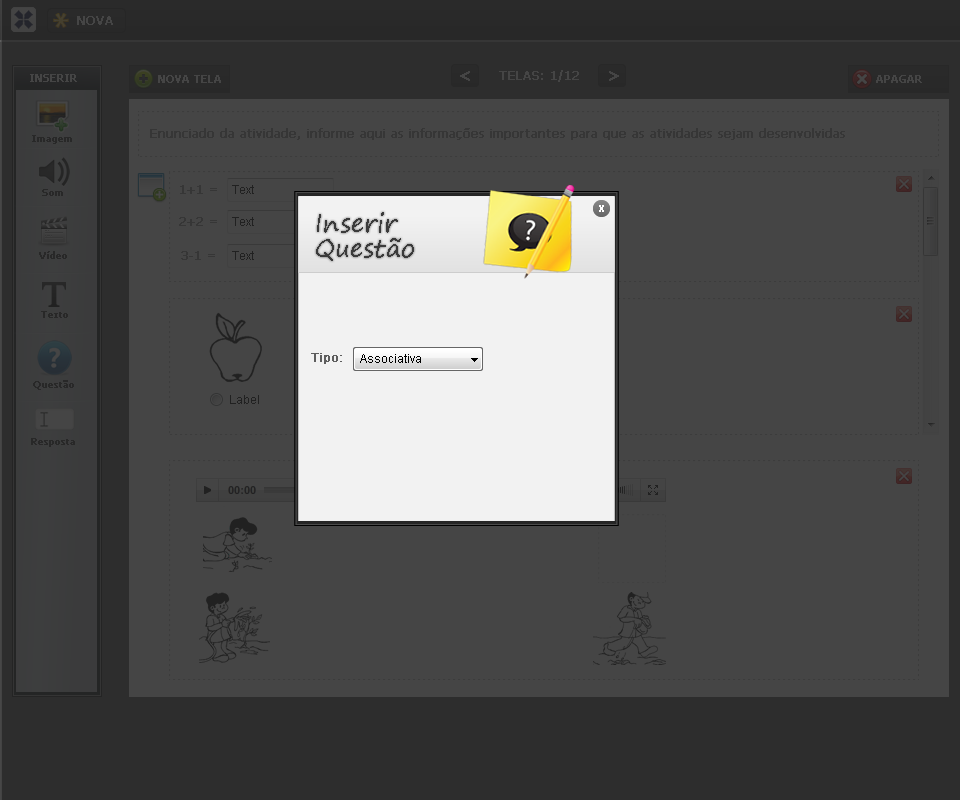 NOVA
INSERIR
NOVA TELA
TELAS: 1/12
APAGAR
Imagem
Som
Vídeo
Texto
Questão
Resposta
Enunciado da atividade, informe aqui as informações importantes para que as atividades sejam desenvolvidas
1+1 = Text
2+2 = Text
3-1 = Text
Label
00:00
Inserir
Questão
?
x
Tipo: Associativa